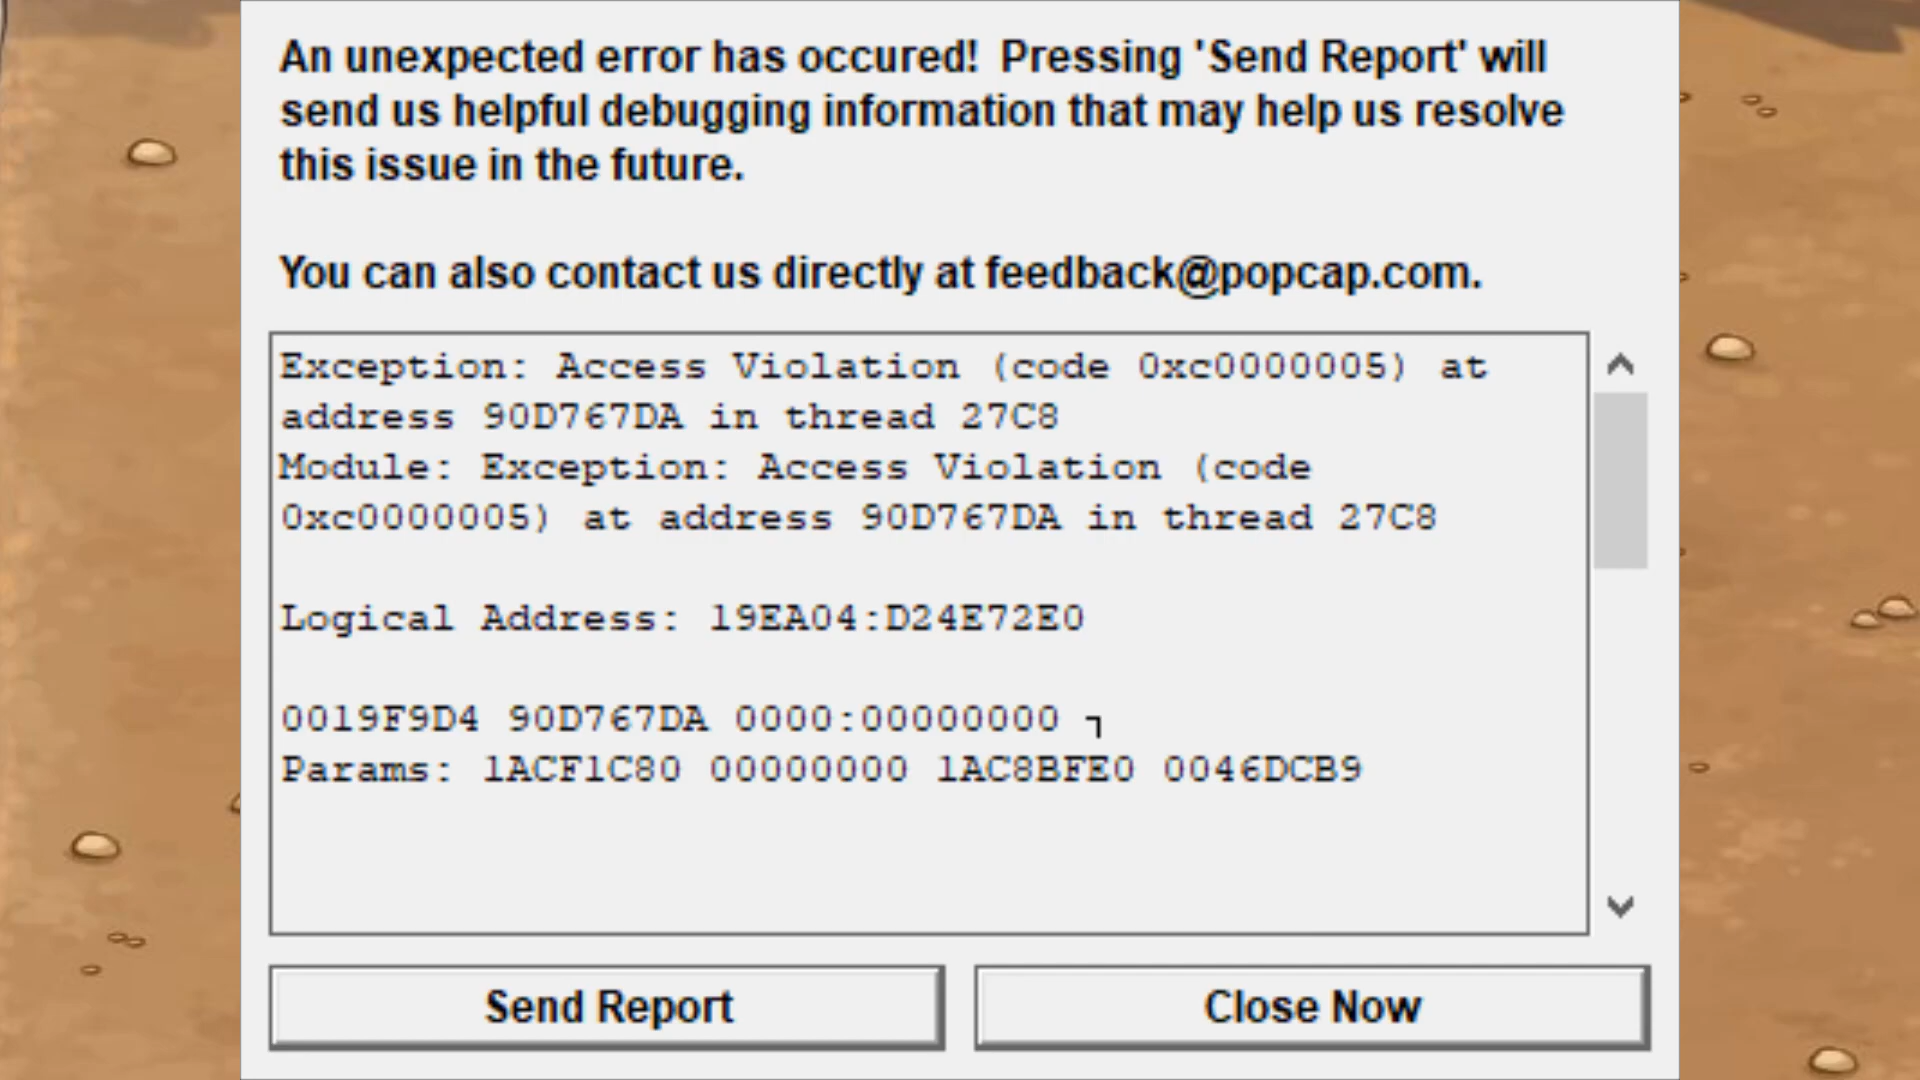 An unexpected error has occured!  Pressing 'Send Report' will
send us helpful debugging information that may help us resolve
this issue in the future.
You can also contact us directly at feedback@popcap.com.
Exception: Access Violation (code 0xc0000005) at
address 90D767DA in thread 27C8
Module: Exception: Access Violation (code
0xc0000005) at address 90D767DA in thread 27C8
Logical Address: 19EA04:D24E72E0
0019F9D4 90D767DA 0000:00000000 ┐
Params: 1ACF1C80 00000000 1AC8BFE0 0046DCB9
Send Report
Close Now